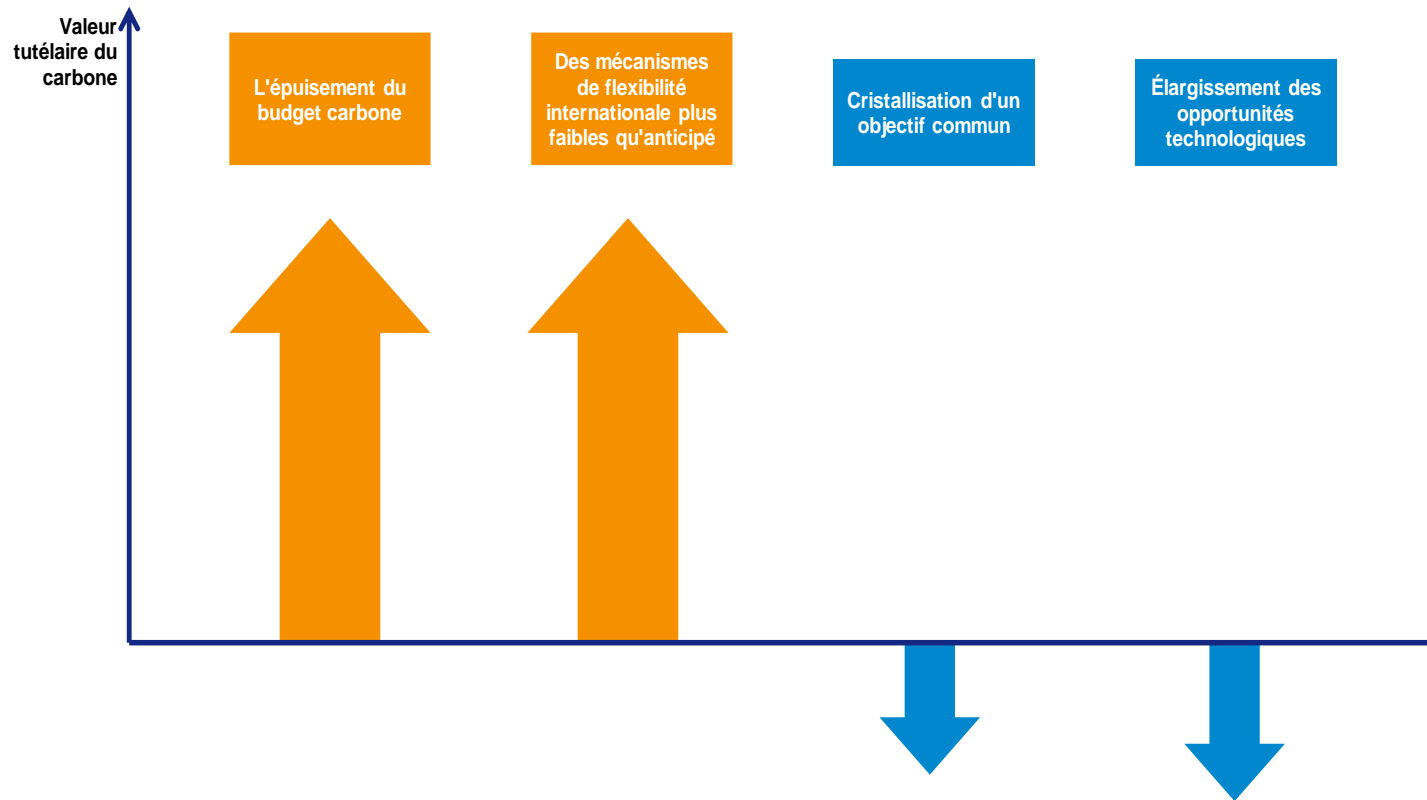 Valeur
tutélaire du
carbone
L'épuisement du
budget carbone
Des mécanismes
de flexibilité
internationale plus
faibles qu'anticipé
Cristallisation d'un
objectif commun
Élargissement des
opportunités
technologiques